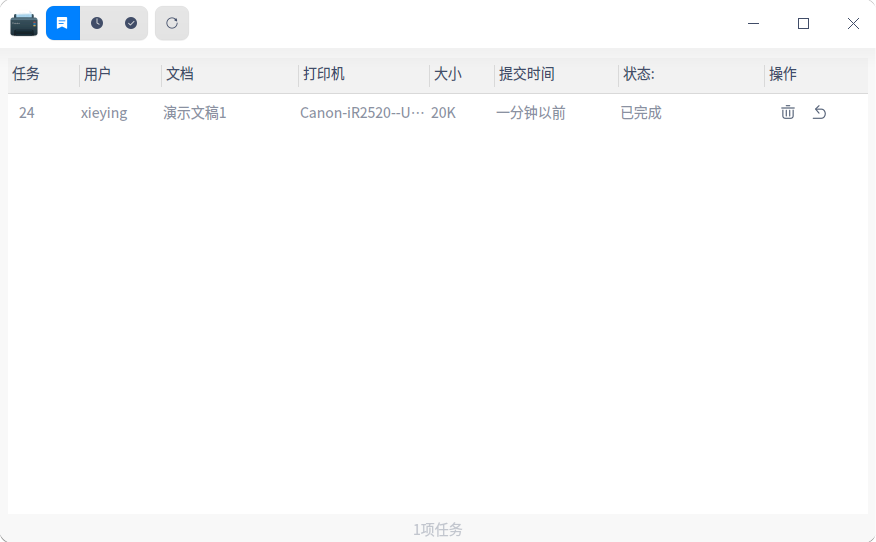 任务 用户 文档 打印机 大小 提交时间 状态: 操作
24 xieying 演示文稿1 Canon-iR2520--U··· 20K 一分钟以前 已完成
1项任务